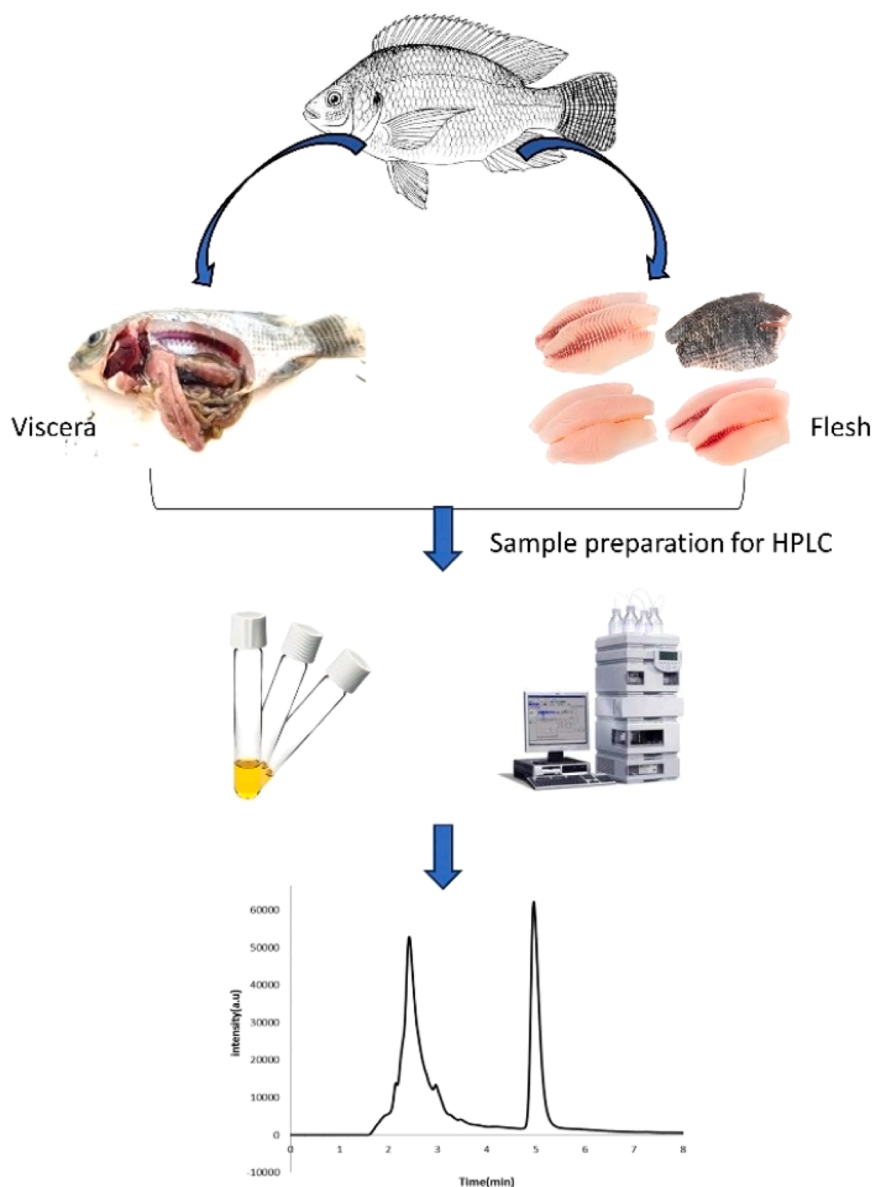 Viscera
Flesh
Sample preparation for HPLC
60000
50000
40000
30000
20000
10000
0
-10000
intensity(a.u)
0 1 2 3 4 5 6 7 8
Time(min)